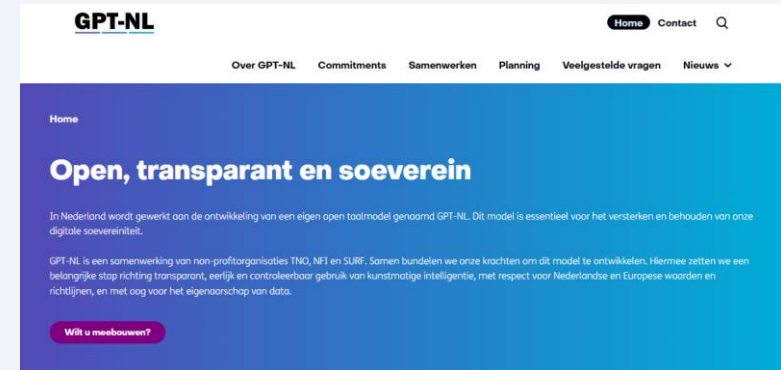 GPT-NL
Home Contact
Over GPT-NL Commitments Samenwerken Planning Veelgestelde vragen Nieuws
Home
Open, transparant en soeverein
In Nederland wordt gewerkt aan de ontwikkeling van een eigen open taalmodel genaamd GPT-NL. Dit model is essentieel voor het versterken en behouden van onze
digitale soevereiniteit.
GPT-NL is een samenwerking van non-profitorganisaties TNO, NFI en SURF. Samen bundelen we onze krachten om dit model te ontwikkelen. Hiermee zetten we een
belangrijke stap richting transparant, eerlijk en controleerbaar gebruik van kunstmatige intelligentie, met respect voor Nederlandse en Europese waarden en
richtlijnen, en met oog voor het eigenaarschap van data.
Wilt u meebouwen?